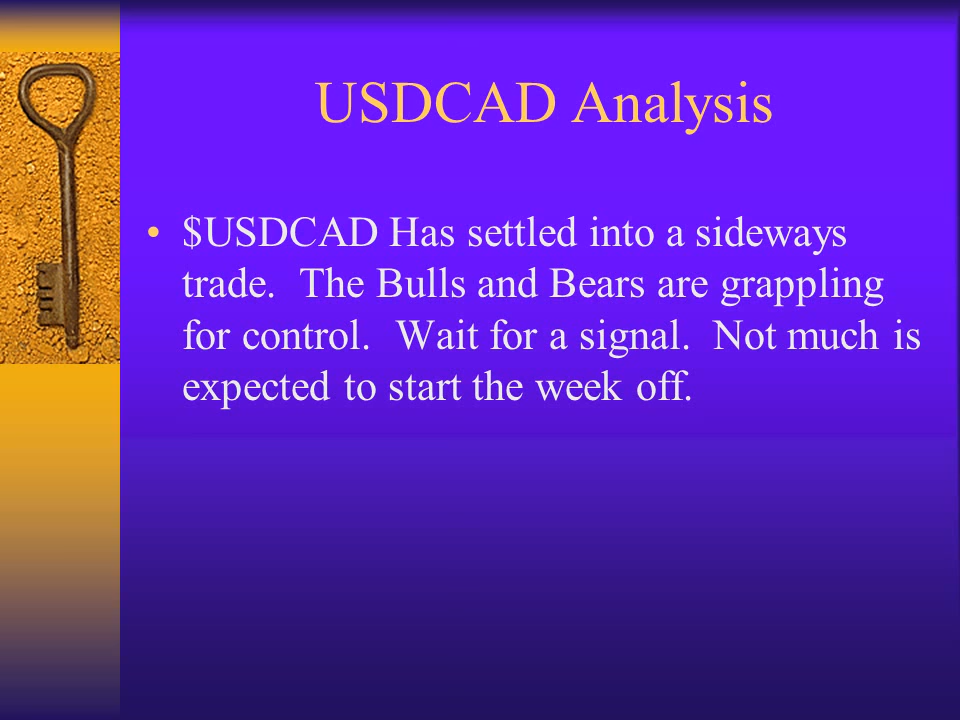 USDCAD Analysis
• $USDCAD Has settled into a sideways
trade.  The Bulls and Bears are grappling
for control.  Wait for a signal.  Not much is
expected to start the week off.